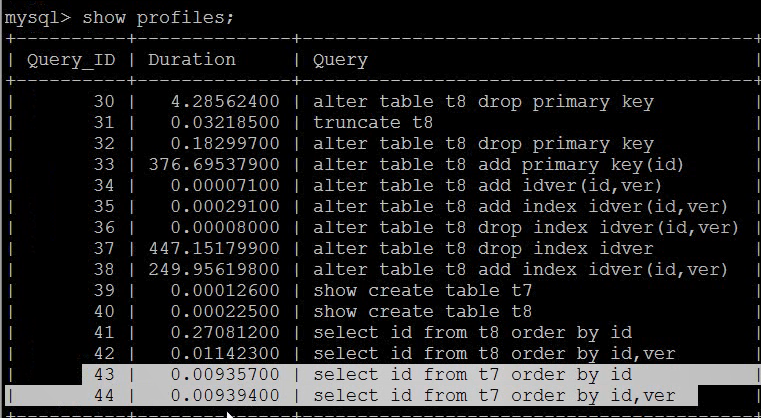 mysql> show profiles;
+----------+--------------+---------------------------------------+
| Query_ID | Duration | Query |
+----------+--------------+---------------------------------------+
| 30 | 4.28562400 | alter table t8 drop primary key
| 31 | 0.03218500 | truncate t8
| 32 | 0.18299700 | alter table t8 drop primary key
| 33 | 376.69537900 | alter table t8 add primary key(id)
| 34 | 0.00007100 | alter table t8 add idver(id,ver)
| 35 | 0.00029100 | alter table t8 add index idver(id,ver)
| 36 | 0.00008000 | alter table t8 drop index idver(id,ver)
| 37 | 447.15179900 | alter table t8 drop index idver
| 38 | 249.95619800 | alter table t8 add index idver(id,ver)
| 39 | 0.00012600 | show create table t7
| 40 | 0.00022500 | show create table t8
| 41 | 0.27081200 | select id from t8 order by id
| 42 | 0.01142300 | select id from t8 order by id,ver
| 43 | 0.00935700 | select id from t7 order by id
| 44 | 0.00939400 | select id from t7 order by id,ver
+----------+--------------+---------------------------------------+